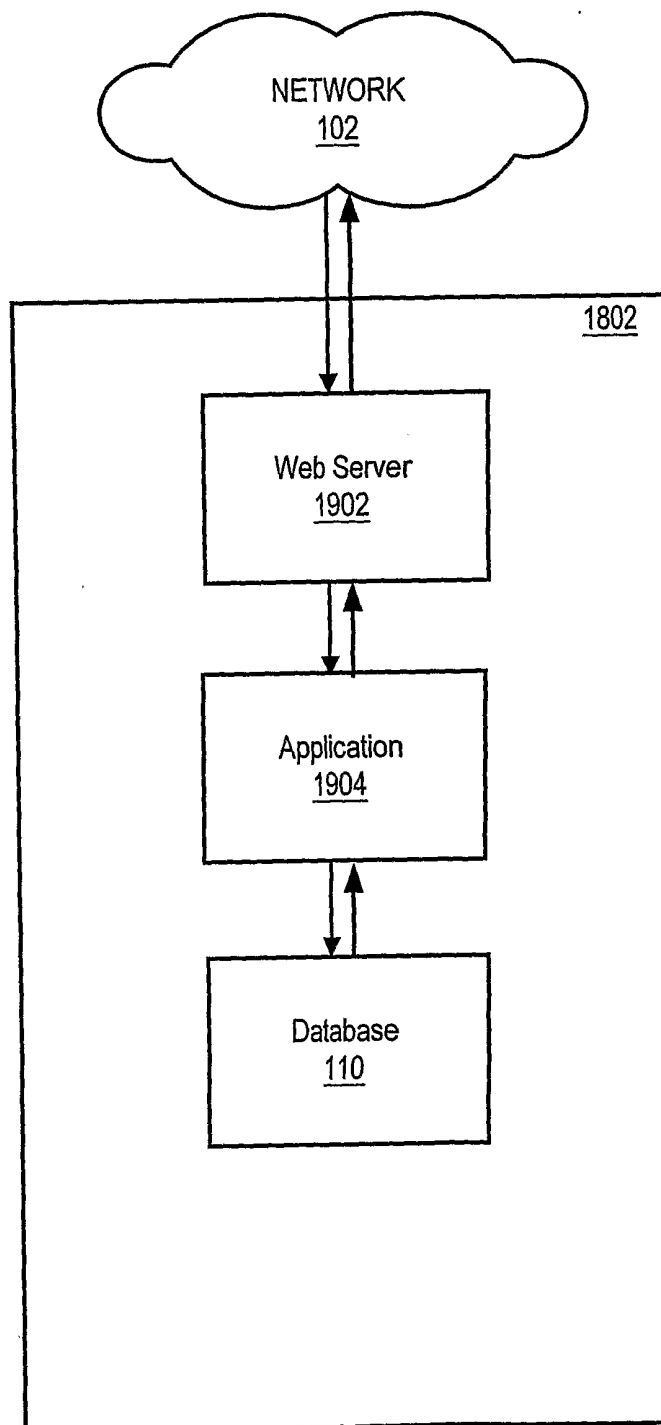 NETWORK
102
1802
Web Server
1902
Application
1904
Database
110